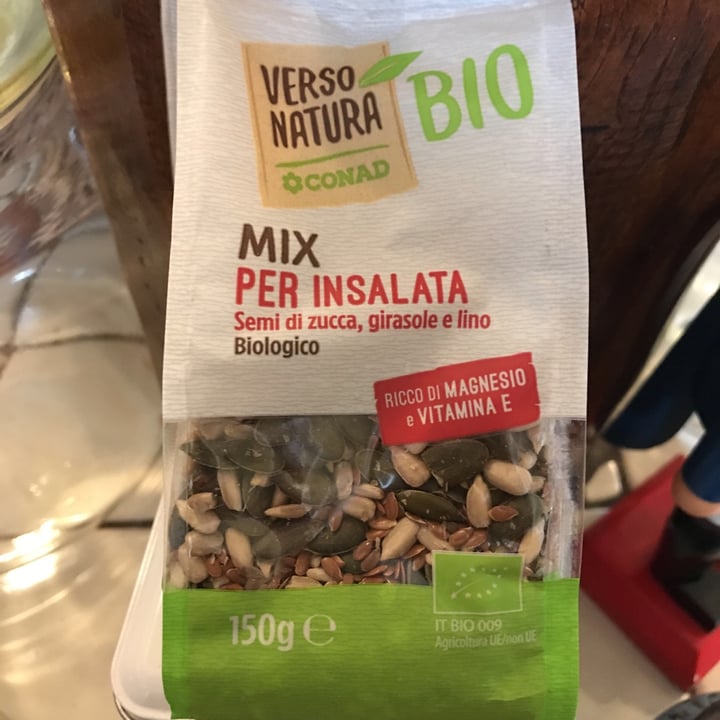 VERSO
NATURA
CONAD
BIO
MIX
PER INSALATA
Semi di zucca, girasole e lino
Biologico
RICCO DI MAGNESIO
e VITAMINA E
150g ℮
IT BIO 009
Agricoltura UE/non UE